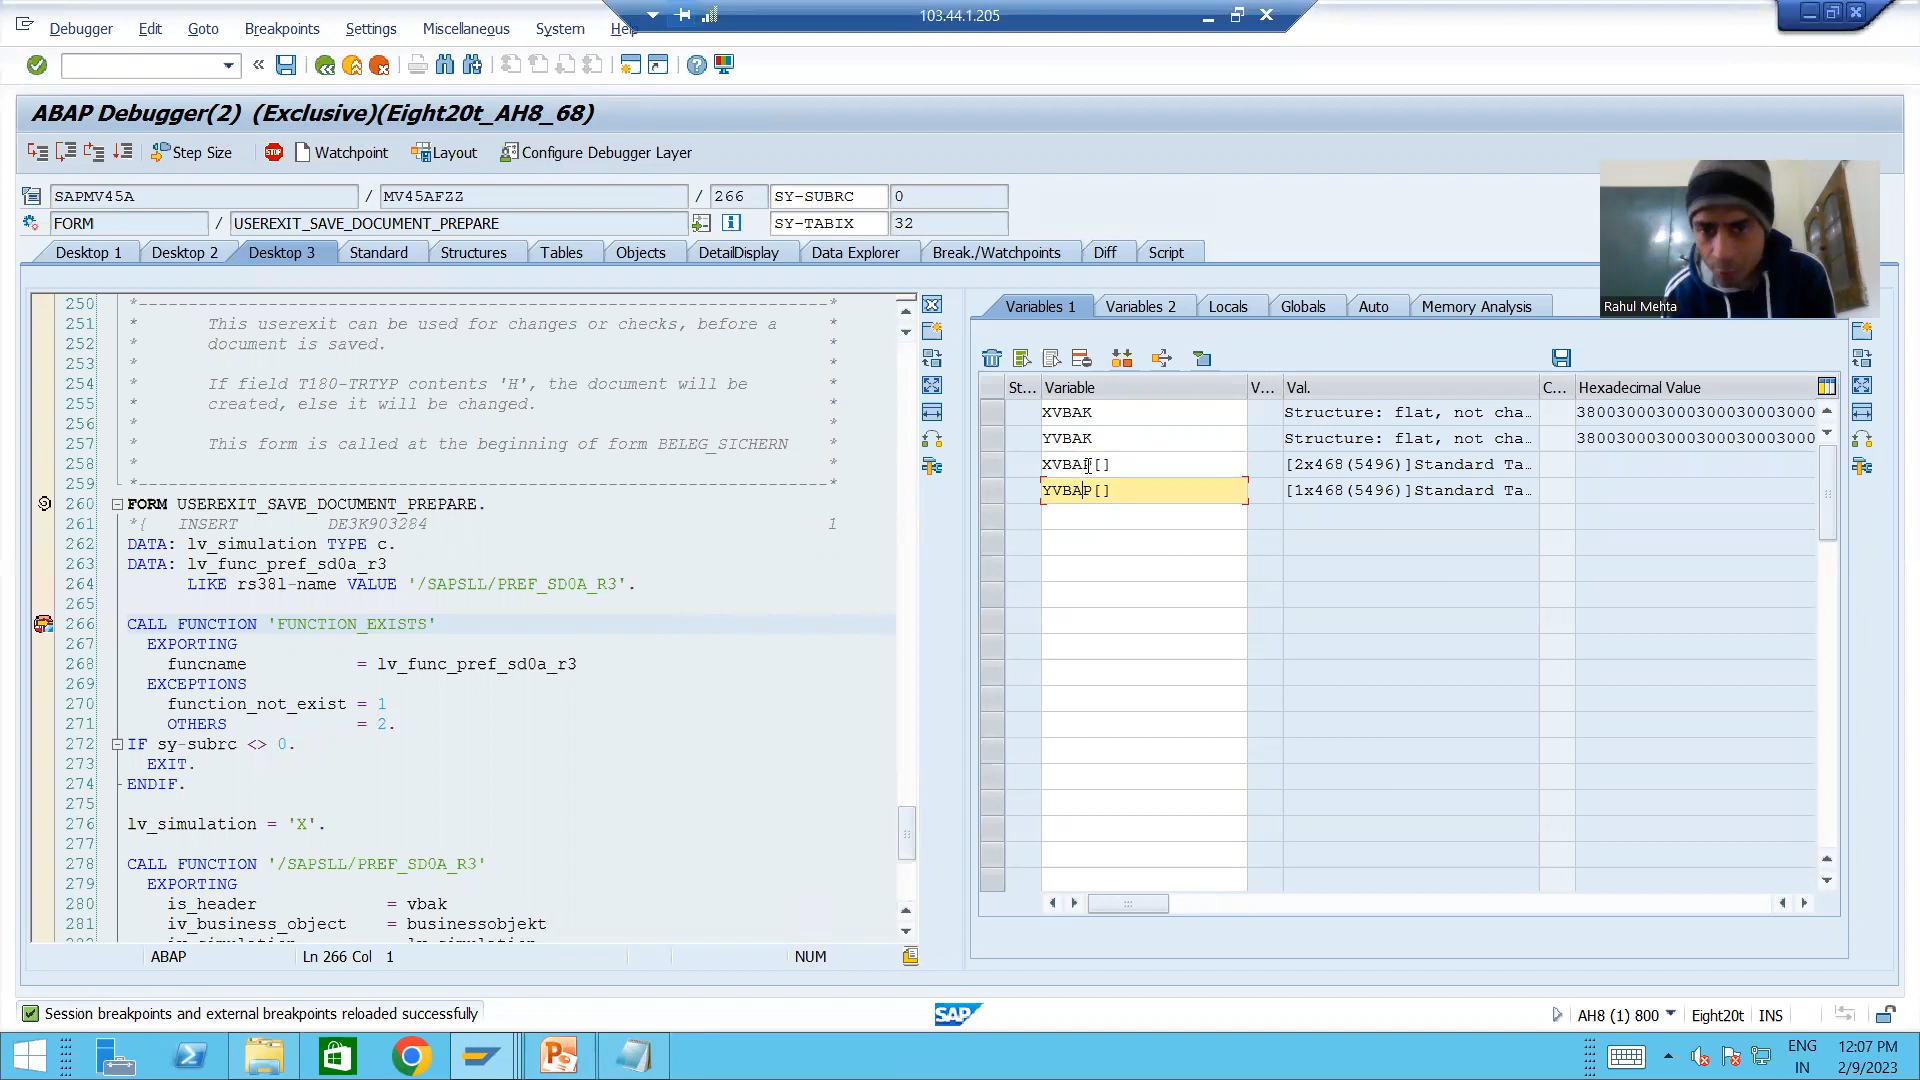 103.44.1.205
Debugger Edit Goto Breakpoints Settings Miscellaneous System Help
ABAP Debugger(2) (Exclusive)(Eight20t_AH8_68)
Step Size STOP Watchpoint Layout Configure Debugger Layer
SAPMV45A / MV45AFZZ / 266 SY-SUBRC 0
FORM / USEREXIT_SAVE_DOCUMENT_PREPARE SY-TABIX 32
Desktop 1 Desktop 2 Desktop 3 Standard Structures Tables Objects DetailDisplay Data Explorer Break./Watchpoints Diff Script
Rahul Mehta
Variables 1 Variables 2 Locals Globals Auto Memory Analysis
St... Variable V... Val. C... Hexadecimal Value
XVBAK Structure: flat, not cha... 3800300030003000300030003000
YVBAK Structure: flat, not cha... 3800300030003000300030003000
XVBAP[] [2x468(5496)]Standard Ta...
YVBAP[] [1x468(5496)]Standard Ta...
250 *---------------------------------------------------------------------*
251 * This userexit can be used for changes or checks, before a *
252 * document is saved. *
253 * *
254 * If field T180-TRTYP contents 'H', the document will be *
255 * created, else it will be changed. *
256 * *
257 * This form is called at the beginning of form BELEG_SICHERN *
258 * *
259 *---------------------------------------------------------------------*
260 FORM USEREXIT_SAVE_DOCUMENT_PREPARE.
261 *{ INSERT DE3K903284 1
262 DATA: lv_simulation TYPE c.
263 DATA: lv_func_pref_sd0a_r3
264 LIKE rs38l-name VALUE '/SAPSLL/PREF_SD0A_R3'.
265
266 CALL FUNCTION 'FUNCTION_EXISTS'
267 EXPORTING
268 funcname = lv_func_pref_sd0a_r3
269 EXCEPTIONS
270 function_not_exist = 1
271 OTHERS = 2.
272 IF sy-subrc <> 0.
273 EXIT.
274 ENDIF.
275
276 lv_simulation = 'X'.
277
278 CALL FUNCTION '/SAPSLL/PREF_SD0A_R3'
279 EXPORTING
280 is_header = vbak
281 iv_business_object = businessobjekt
ABAP Ln 266 Col 1 NUM
Session breakpoints and external breakpoints reloaded successfully
SAP
AH8 (1) 800 Eight20t INS
ENG 12:07 PM
IN 2/9/2023